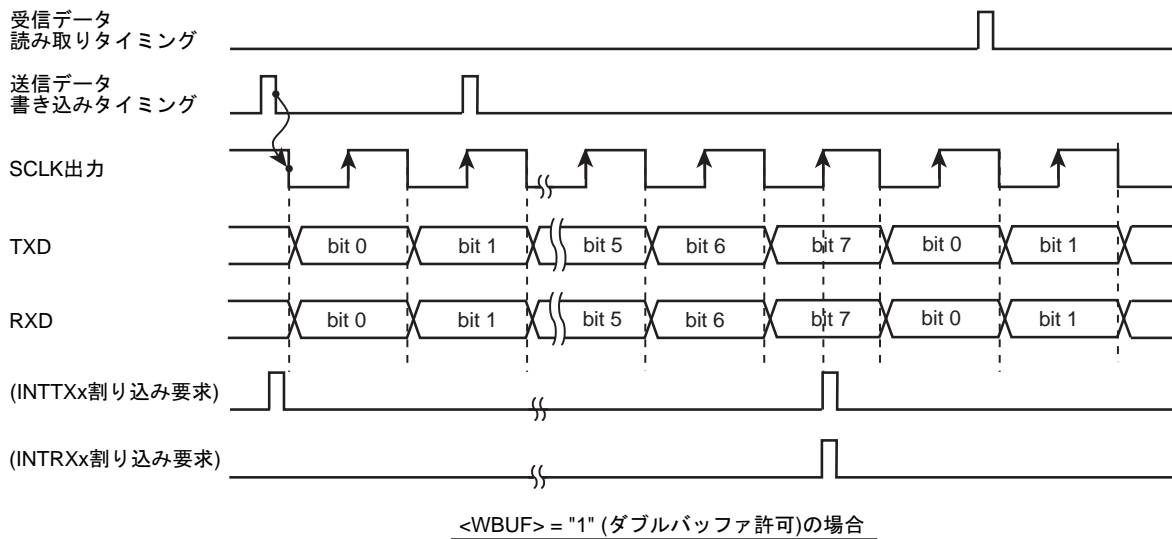 受信データ
読み取りタイミング
送信データ
書き込みタイミング
SCLK出力
TXD
bit 0
bit 1
bit 5
bit 6
bit 7
bit 0
bit 1
RXD
bit 0
bit 1
bit 5
bit 6
bit 7
bit 0
bit 1
(INTTXx割り込み要求)
(INTRXx割り込み要求)
<WBUF> = "1" (ダブルバッファ許可)の場合